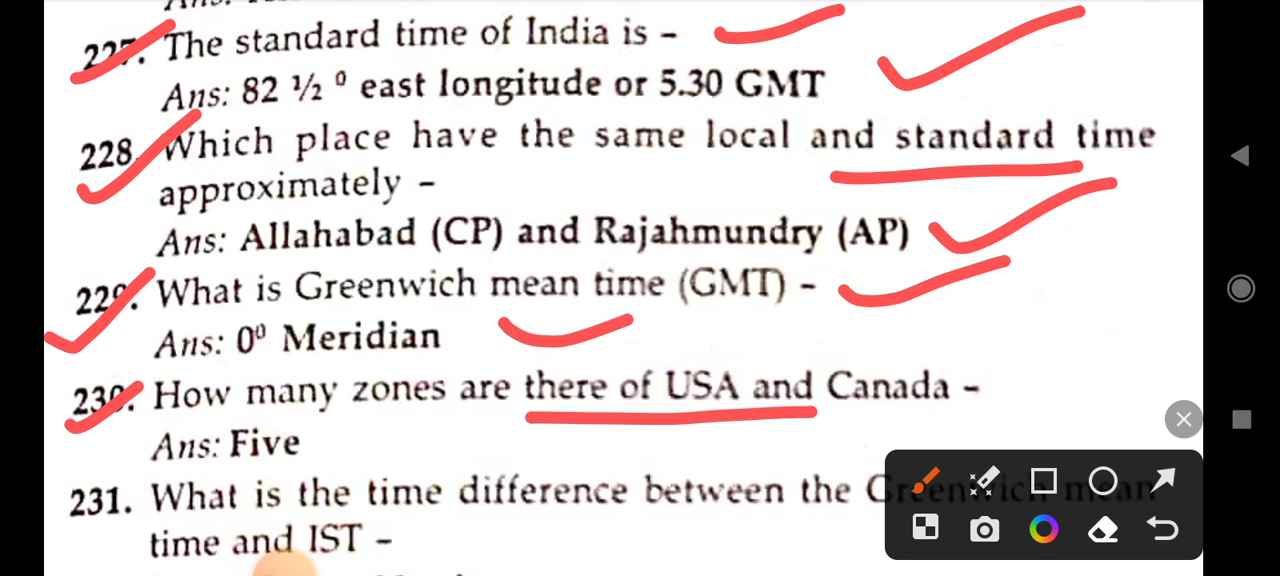 227. The standard time of India is –
Ans: 82 ½ ⁰ east longitude or 5.30 GMT
228. Which place have the same local and standard time
approximately –
Ans: Allahabad (CP) and Rajahmundry (AP)
229. What is Greenwich mean time (GMT) –
Ans: 0⁰ Meridian
230. How many zones are there of USA and Canada –
Ans: Five
231. What is the time difference between the Greenwich mean
time and IST –